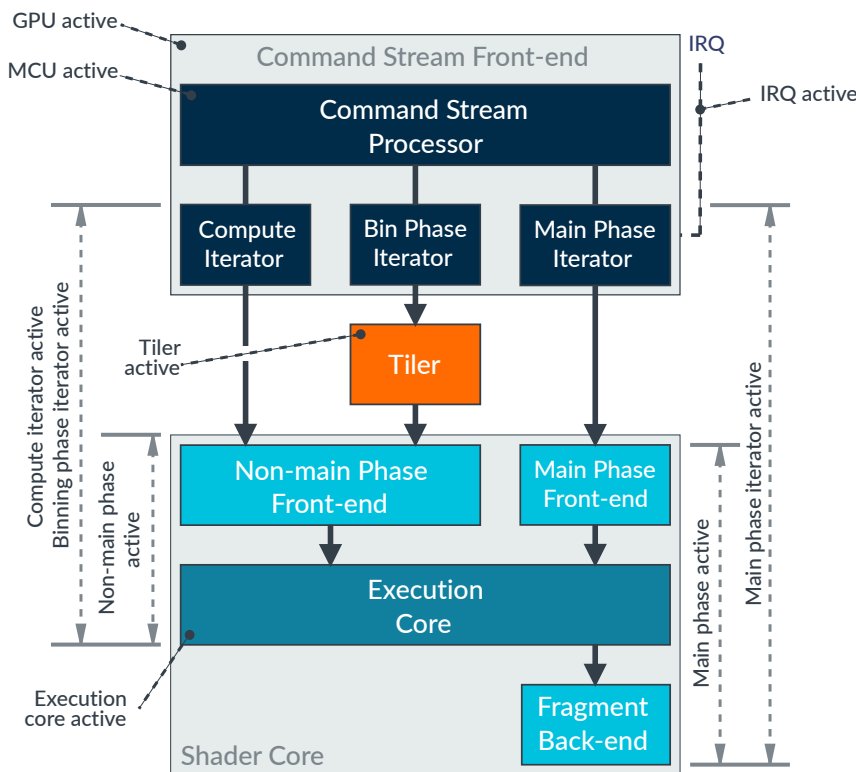 GPU active
MCU active
Command Stream Front-end
IRQ
IRQ active
Command Stream
Processor
Compute
Iterator
Bin Phase
Iterator
Main Phase
Iterator
Tiler
active
Tiler
Compute iterator active
Binning phase iterator active
Non-main phase
active
Non-main Phase
Front-end
Main Phase
Front-end
Main phase active
Main phase iterator active
Execution
Core
Execution
core active
Fragment
Back-end
Shader Core